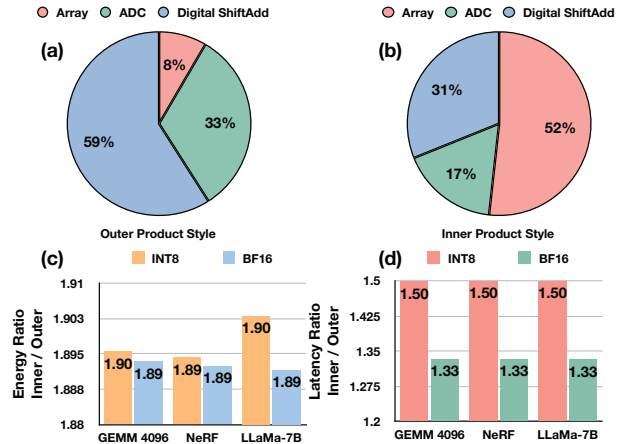 Array ADC Digital ShiftAdd
(a)
8%
33%
59%
Outer Product Style
Array ADC Digital ShiftAdd
(b)
31%
52%
17%
Inner Product Style
(c)
INT8 BF16
Energy Ratio
Inner / Outer
1.91
1.903
1.895
1.888
1.88
1.90 1.89 1.89 1.89 1.90 1.89
GEMM 4096 NeRF LLaMa-7B
(d)
INT8 BF16
Latency Ratio
Inner / Outer
1.5
1.425
1.35
1.275
1.2
1.50 1.33 1.50 1.33 1.50 1.33
GEMM 4096 NeRF LLaMa-7B